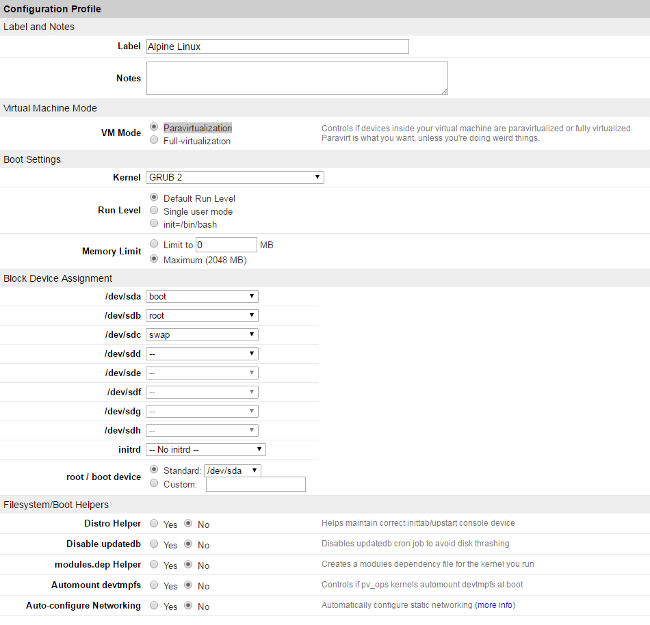 Configuration Profile
Label and Notes
Label Alpine Linux
Notes
Virtual Machine Mode
VM Mode Paravirtualization Controls if devices inside your virtual machine are paravirtualized or fully virtualized.
Full-virtualization Paravirt is what you want, unless you're doing weird things.
Boot Settings
Kernel GRUB 2
Run Level Default Run Level
Single user mode
init=/bin/bash
Memory Limit Limit to 0 MB
Maximum (2048 MB)
Block Device Assignment
/dev/sda boot
/dev/sdb root
/dev/sdc swap
/dev/sdd --
/dev/sde --
/dev/sdf --
/dev/sdg --
/dev/sdh --
initrd -- No initrd --
root / boot device Standard: /dev/sda
Custom:
Filesystem/Boot Helpers
Distro Helper Yes No Helps maintain correct inittab/upstart console device
Disable updatedb Yes No Disables updatedb cron job to avoid disk thrashing
modules.dep Helper Yes No Creates a modules dependency file for the kernel you run
Automount devtmpfs Yes No Controls if pv_ops kernels automount devtmpfs at boot
Auto-configure Networking Yes No Automatically configure static networking (more info)